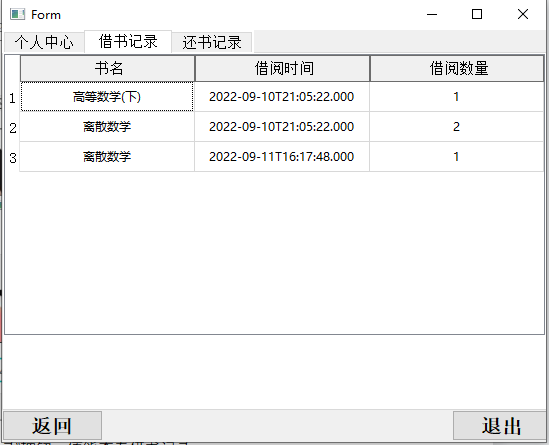 Form
个人中心 借书记录 还书记录
书名 借阅时间 借阅数量
1 高等数学(下) 2022-09-10T21:05:22.000 1
2 离散数学 2022-09-10T21:05:22.000 2
3 离散数学 2022-09-11T16:17:48.000 1
返回 退出